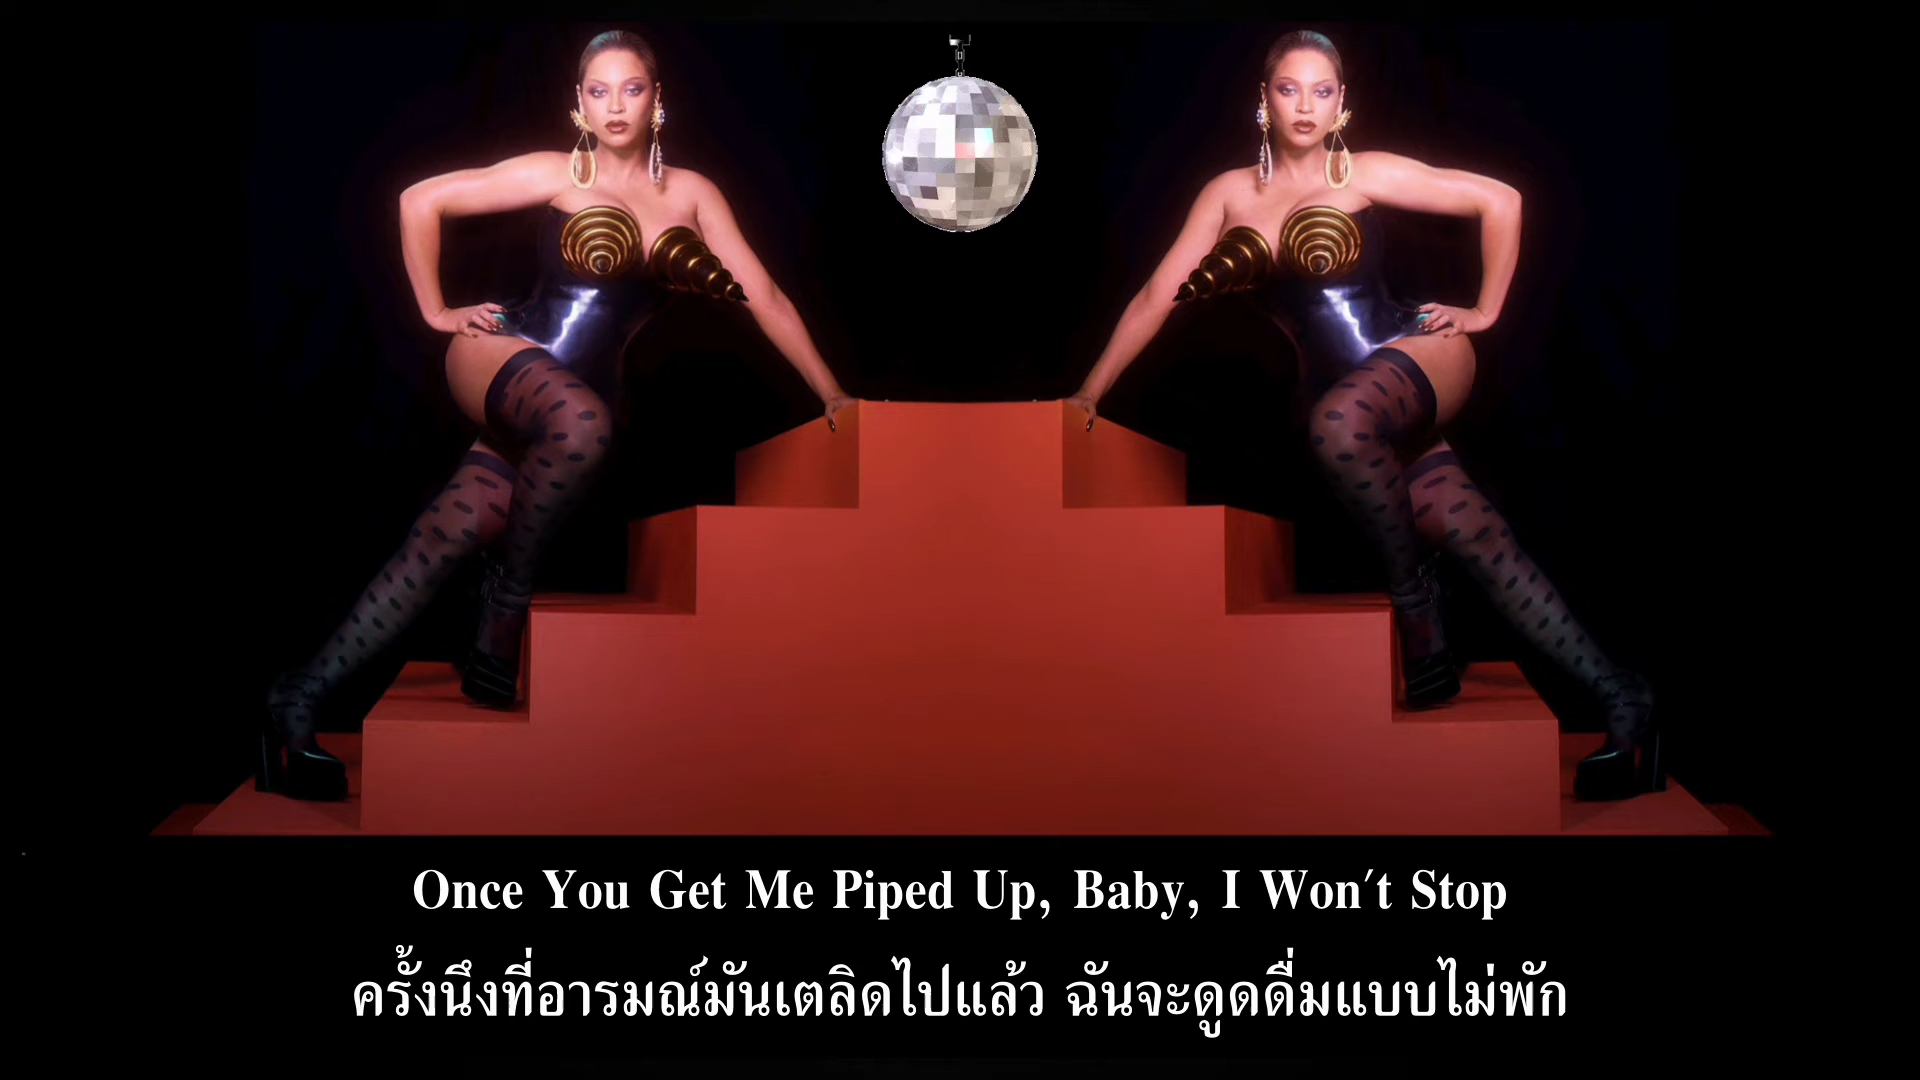 Once You Get Me Piped Up, Baby, I Won't Stop
ครั้งนึงที่อารมณ์มันเตลิดไปแล้ว ฉันจะดูดดื่มแบบไม่พัก